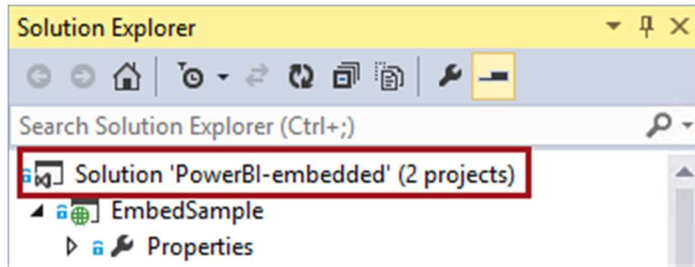 Solution Explorer
Search Solution Explorer (Ctrl+;)
Solution 'PowerBI-embedded' (2 projects)
EmbedSample
Properties